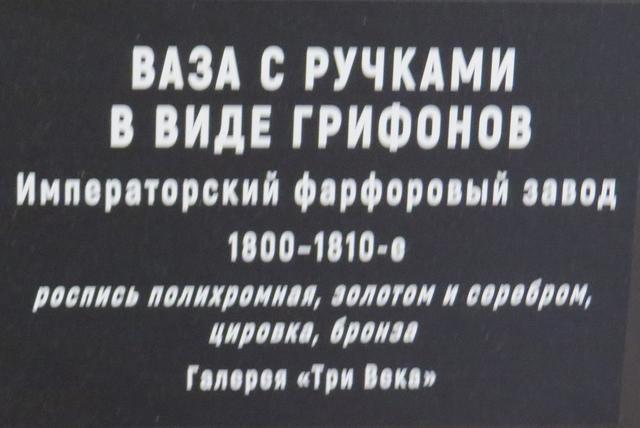 ВАЗА С РУЧКАМИ
В ВИДЕ ГРИФОНОВ
Императорский фарфоровый завод
1800-1810-е
роспись полихромная, золотом и серебром,
цировка, бронза
Галерея «Три Века»